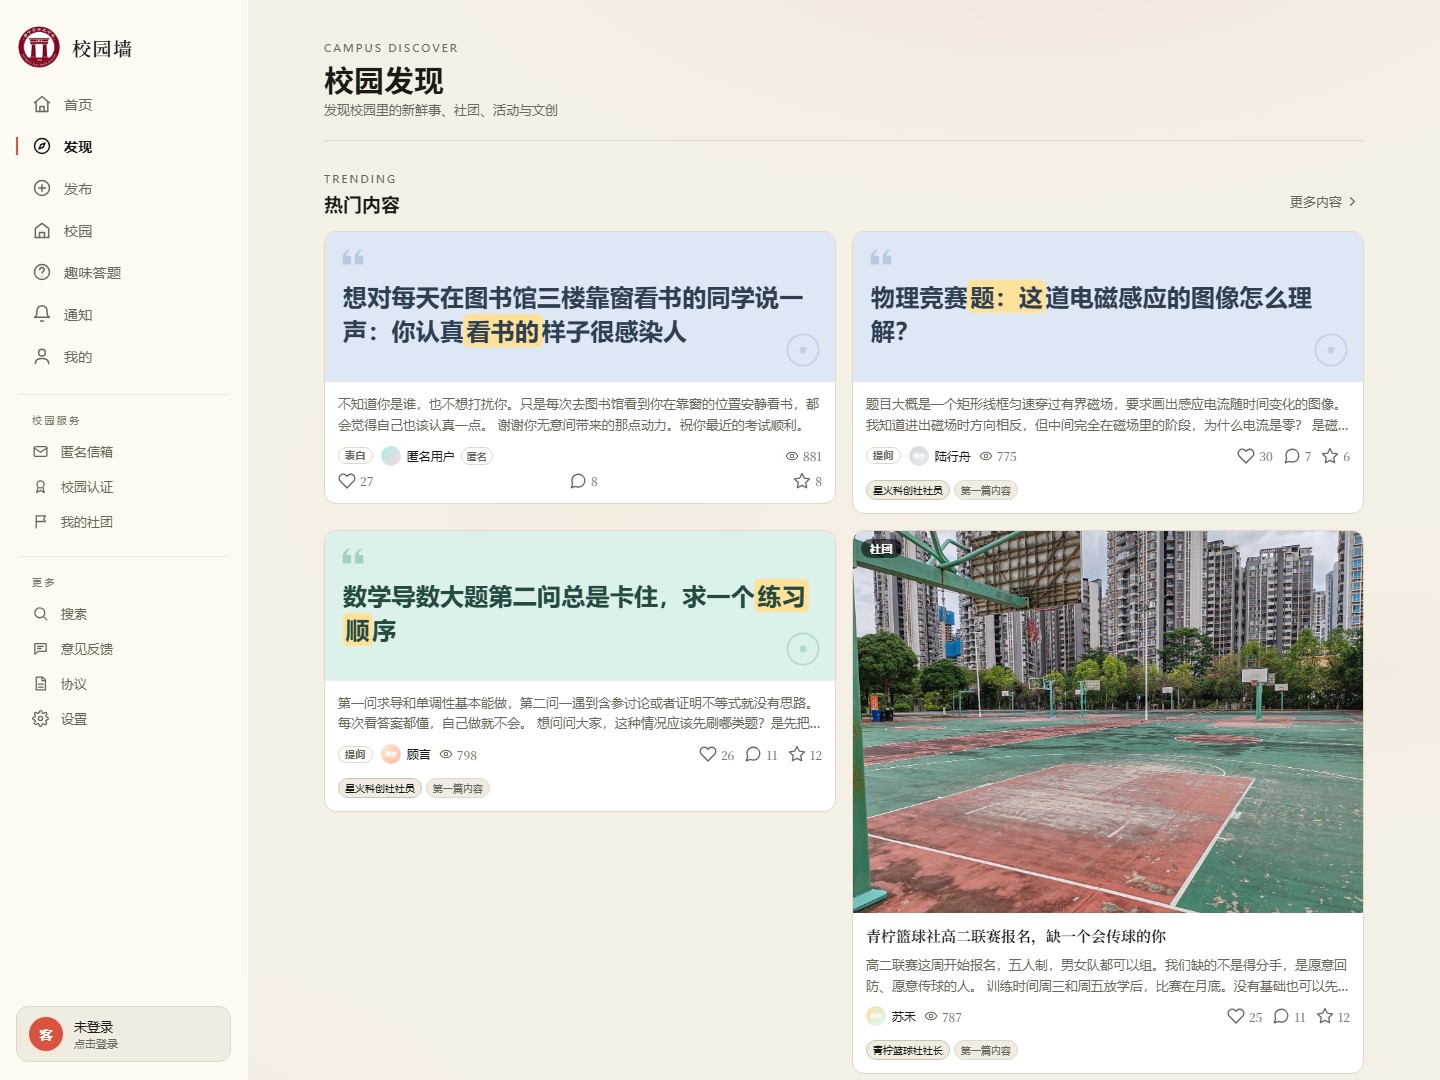 校园墙
首页
发现
发布
校园
趣味答题
通知
我的
校园服务
匿名信箱
校园认证
我的社团
更多
搜索
意见反馈
协议
设置
客
未登录
点击登录
CAMPUS DISCOVER
校园发现
发现校园里的新鲜事、社团、活动与文创
TRENDING
热门内容
更多内容
想对每天在图书馆三楼靠窗看书的同学说一
声：你认真看书的样子很感染人
不知道你是谁，也不想打扰你。只是每次去图书馆看到你在靠窗的位置安静看书，都
会觉得自己也该认真一点。 谢谢你无意间带来的那点动力。祝你最近的考试顺利。
表白 匿名用户 匿名 881
27 8 8
物理竞赛题：这道电磁感应的图像怎么理
解？
题目大概是一个矩形线框匀速穿过有界磁场，要求画出感应电流随时间变化的图像。
我知道进出磁场时方向相反，但中间完全在磁场里的阶段，为什么电流是零？ 是磁...
提问 陆行舟 775 30 7 6
星火科创社社员 第一篇内容
数学导数大题第二问总是卡住，求一个练习
顺序
第一问求导和单调性基本能做，第二问一遇到含参讨论或者证明不等式就没有思路。
每次看答案都懂，自己做就不会。 想问问大家，这种情况应该先刷哪类题？是先把...
提问 顾言 798 26 11 12
星火科创社社员 第一篇内容
社团
青柠篮球社高二联赛报名，缺一个会传球的你
高二联赛这周开始报名，五人制，男女队都可以组。我们缺的不是得分手，是愿意回
防、愿意传球的人。 训练时间周三和周五放学后，比赛在月底。没有基础也可以先...
苏禾 787 25 11 12
青柠篮球社社长 第一篇内容